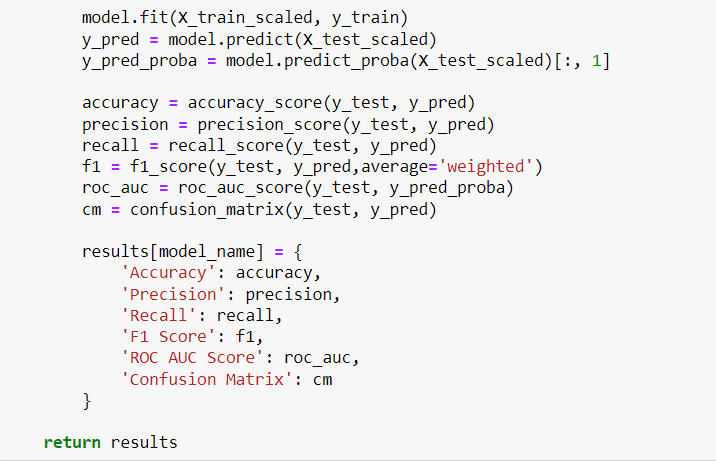 model.fit(X_train_scaled, y_train)
y_pred = model.predict(X_test_scaled)
y_pred_proba = model.predict_proba(X_test_scaled)[:, 1]
accuracy = accuracy_score(y_test, y_pred)
precision = precision_score(y_test, y_pred)
recall = recall_score(y_test, y_pred)
f1 = f1_score(y_test, y_pred,average='weighted')
roc_auc = roc_auc_score(y_test, y_pred_proba)
cm = confusion_matrix(y_test, y_pred)
results[model_name] = {
'Accuracy': accuracy,
'Precision': precision,
'Recall': recall,
'F1 Score': f1,
'ROC AUC Score': roc_auc,
'Confusion Matrix': cm
}
return results